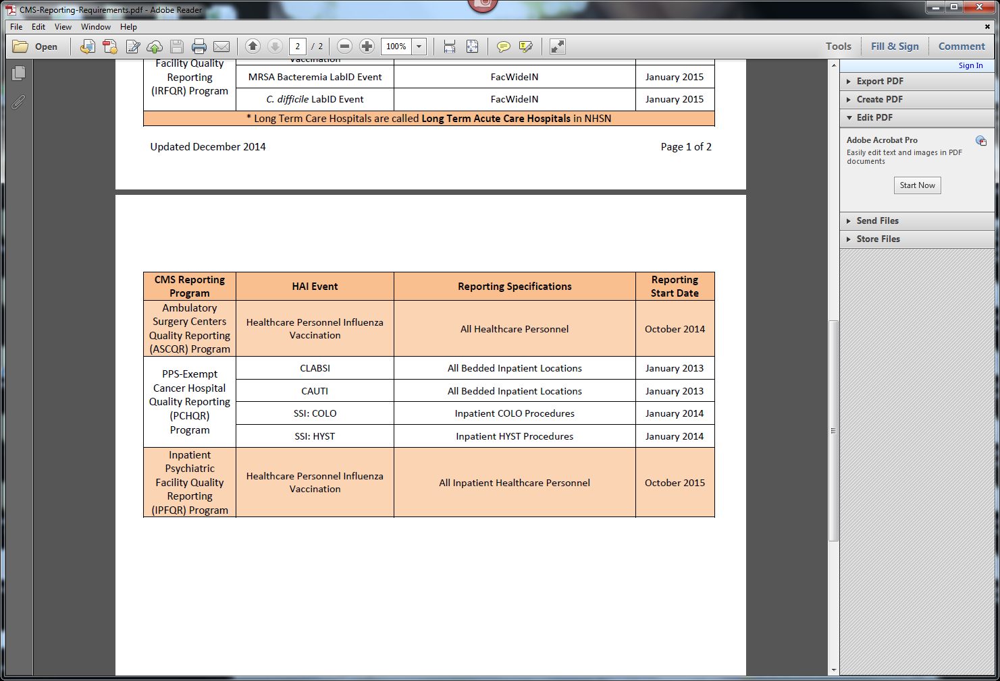 CMS-Reporting-Requirements.pdf - Adobe Reader
File Edit View Window Help
Open 2 / 2 100% Tools Fill & Sign Comment
Sign In
Export PDF
Create PDF
Edit PDF
Adobe Acrobat Pro
Easily edit text and images in PDF
documents
Start Now
Send Files
Store Files
Facility Quality
Reporting
(IRFQR) Program
Vaccination
MRSA Bacteremia LabID Event FacWideIN January 2015
C. difficile LabID Event FacWideIN January 2015
* Long Term Care Hospitals are called Long Term Acute Care Hospitals in NHSN
Updated December 2014 Page 1 of 2
CMS Reporting
Program
HAI Event
Reporting Specifications
Reporting
Start Date
Ambulatory
Surgery Centers
Quality Reporting
(ASCQR) Program
Healthcare Personnel Influenza
Vaccination
All Healthcare Personnel
October 2014
PPS-Exempt
Cancer Hospital
Quality Reporting
(PCHQR)
Program
CLABSI All Bedded Inpatient Locations January 2013
CAUTI All Bedded Inpatient Locations January 2013
SSI: COLO Inpatient COLO Procedures January 2014
SSI: HYST Inpatient HYST Procedures January 2014
Inpatient
Psychiatric
Facility Quality
Reporting
(IPFQR) Program
Healthcare Personnel Influenza
Vaccination
All Inpatient Healthcare Personnel
October 2015